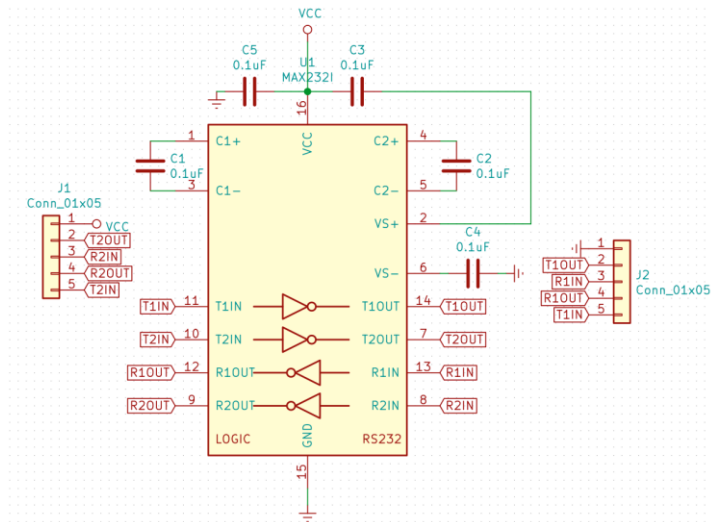 VCC
C5
0.1uF
C3
0.1uF
U1
MAX232I
16
VCC
1
C1+
C1
0.1uF
3
C1-
C2+
4
C2
0.1uF
C2-
5
VS+
2
C4
0.1uF
VS-
6
J1
Conn_01x05
1
VCC
2
T2OUT
3
R2IN
4
R2OUT
5
T2IN
1
T1OUT
2
R1IN
3
R1OUT
4
T1IN
5
J2
Conn_01x05
T1IN
11
T1IN
T1OUT
14
T1OUT
T2IN
10
T2IN
T2OUT
7
T2OUT
R1OUT
12
R1OUT
R1IN
13
R1IN
R2OUT
9
R2OUT
R2IN
8
R2IN
LOGIC
GND
RS232
15